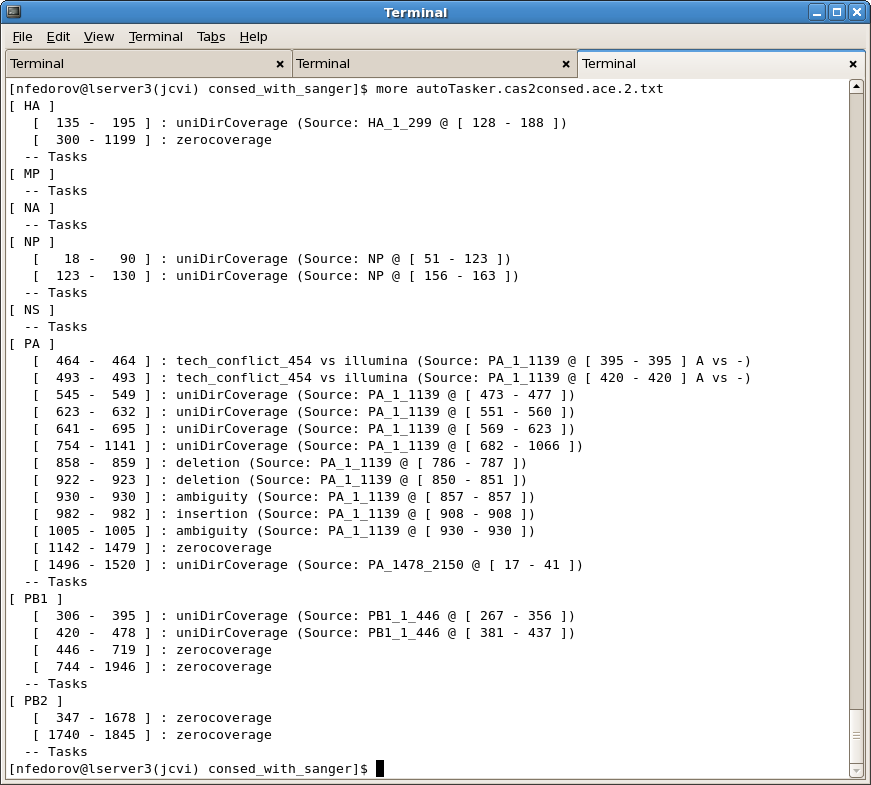 Terminal
File Edit View Terminal Tabs Help
Terminal Terminal Terminal
[nfedorov@lserver3(jcvi) consed_with_sanger]$ more autoTasker.cas2consed.ace.2.txt
[ HA ]
   [  135 -  195 ] : uniDirCoverage (Source: HA_1_299 @ [ 128 - 188 ])
   [  300 - 1199 ] : zerocoverage
  -- Tasks
[ MP ]
  -- Tasks
[ NA ]
  -- Tasks
[ NP ]
   [   18 -   90 ] : uniDirCoverage (Source: NP @ [ 51 - 123 ])
   [  123 -  130 ] : uniDirCoverage (Source: NP @ [ 156 - 163 ])
  -- Tasks
[ NS ]
  -- Tasks
[ PA ]
   [  464 -  464 ] : tech_conflict_454 vs illumina (Source: PA_1_1139 @ [ 395 - 395 ] A vs -)
   [  493 -  493 ] : tech_conflict_454 vs illumina (Source: PA_1_1139 @ [ 420 - 420 ] A vs -)
   [  545 -  549 ] : uniDirCoverage (Source: PA_1_1139 @ [ 473 - 477 ])
   [  623 -  632 ] : uniDirCoverage (Source: PA_1_1139 @ [ 551 - 560 ])
   [  641 -  695 ] : uniDirCoverage (Source: PA_1_1139 @ [ 569 - 623 ])
   [  754 - 1141 ] : uniDirCoverage (Source: PA_1_1139 @ [ 682 - 1066 ])
   [  858 -  859 ] : deletion (Source: PA_1_1139 @ [ 786 - 787 ])
   [  922 -  923 ] : deletion (Source: PA_1_1139 @ [ 850 - 851 ])
   [  930 -  930 ] : ambiguity (Source: PA_1_1139 @ [ 857 - 857 ])
   [  982 -  982 ] : insertion (Source: PA_1_1139 @ [ 908 - 908 ])
   [ 1005 - 1005 ] : ambiguity (Source: PA_1_1139 @ [ 930 - 930 ])
   [ 1142 - 1479 ] : zerocoverage
   [ 1496 - 1520 ] : uniDirCoverage (Source: PA_1478_2150 @ [ 17 - 41 ])
  -- Tasks
[ PB1 ]
   [  306 -  395 ] : uniDirCoverage (Source: PB1_1_446 @ [ 267 - 356 ])
   [  420 -  478 ] : uniDirCoverage (Source: PB1_1_446 @ [ 381 - 437 ])
   [  446 -  719 ] : zerocoverage
   [  744 - 1946 ] : zerocoverage
  -- Tasks
[ PB2 ]
   [  347 - 1678 ] : zerocoverage
   [ 1740 - 1845 ] : zerocoverage
  -- Tasks
[nfedorov@lserver3(jcvi) consed_with_sanger]$